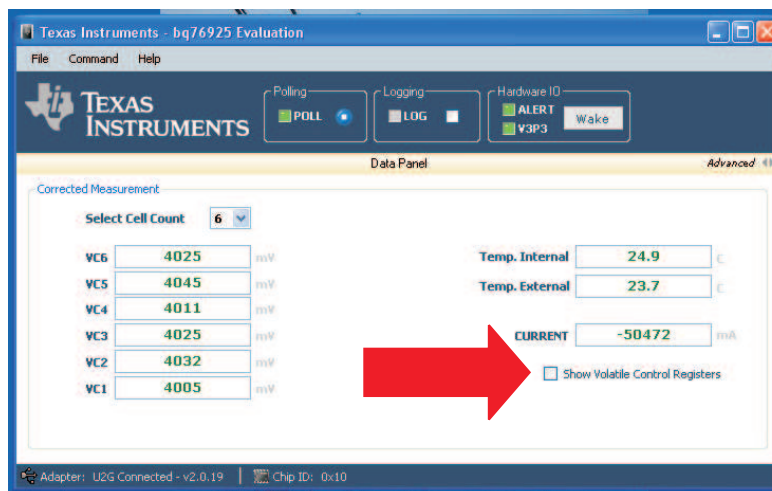 Texas Instruments - bq76925 Evaluation
File Command Help
TEXAS INSTRUMENTS
Polling
POLL
Logging
LOG
Hardware IO
ALERT
V3P3
Wake
Data Panel
Advanced
Corrected Measurement
Select Cell Count 6
VC6 4025 mV
VC5 4045 mV
VC4 4011 mV
VC3 4025 mV
VC2 4032 mV
VC1 4005 mV
Temp. Internal 24.9 C
Temp. External 23.7 C
CURRENT -50472 mA
Show Volatile Control Registers
Adapter: U2G Connected - v2.0.19 Chip ID: 0x10